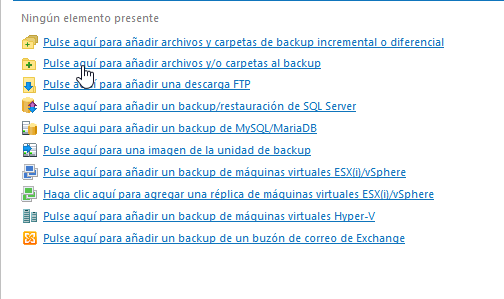 Ningún elemento presente
Pulse aquí para añadir archivos y carpetas de backup incremental o diferencial
Pulse aquí para añadir archivos y/o carpetas al backup
Pulse aquí para añadir una descarga FTP
Pulse aquí para añadir un backup/restauración de SQL Server
Pulse aqui para añadir un backup de MySQL/MariaDB
Pulse aquí para una imagen de la unidad de backup
Pulse aquí para añadir un backup de máquinas virtuales ESX(i)/vSphere
Haga clic aquí para agregar una réplica de máquinas virtuales ESX(i)/vSphere
Pulse aquí para añadir un backup de máquinas virtuales Hyper-V
Pulse aquí para añadir un backup de un buzón de correo de Exchange